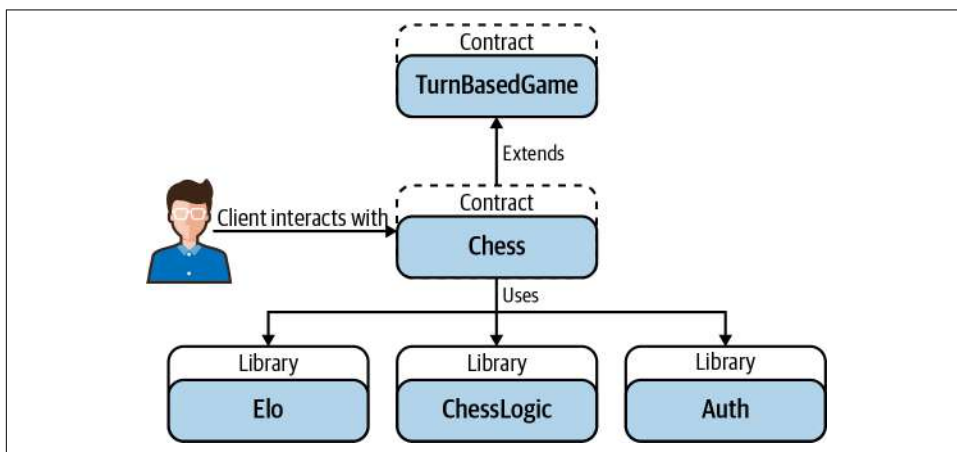 Contract
TurnBasedGame
Extends
Contract
Client interacts with
Chess
Uses
Library
Library
Library
Elo
ChessLogic
Auth